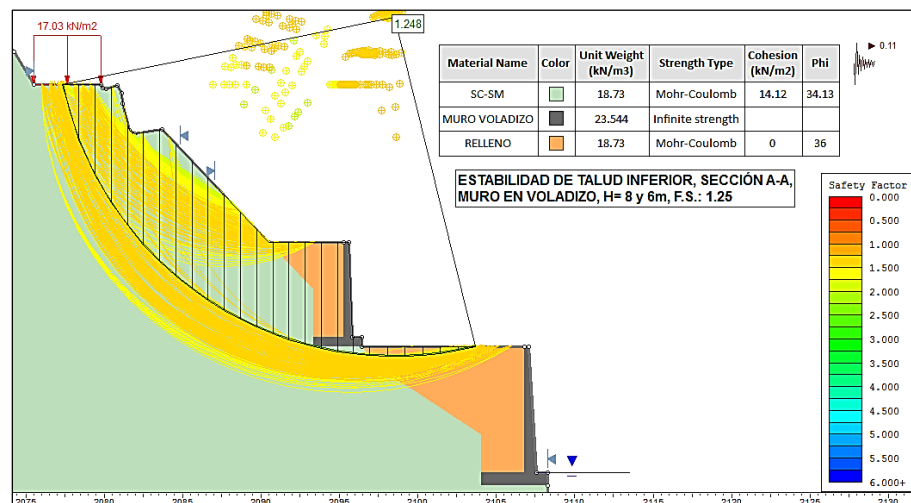 17.03 kN/m2
1.248
0.11
Material Name Color Unit Weight (kN/m3) Strength Type Cohesion (kN/m2) Phi
SC-SM 18.73 Mohr-Coulomb 14.12 34.13
MURO VOLADIZO 23.544 Infinite strength
RELLENO 18.73 Mohr-Coulomb 0 36
ESTABILIDAD DE TALUD INFERIOR, SECCIÓN A-A,
MURO EN VOLADIZO, H= 8 y 6m, F.S.: 1.25
Safety Factor
0.000
0.500
1.000
1.500
2.000
2.500
3.000
3.500
4.000
4.500
5.000
5.500
6.000+
2075 2080 2085 2090 2095 2100 2105 2110 2115 2120 2125 2130